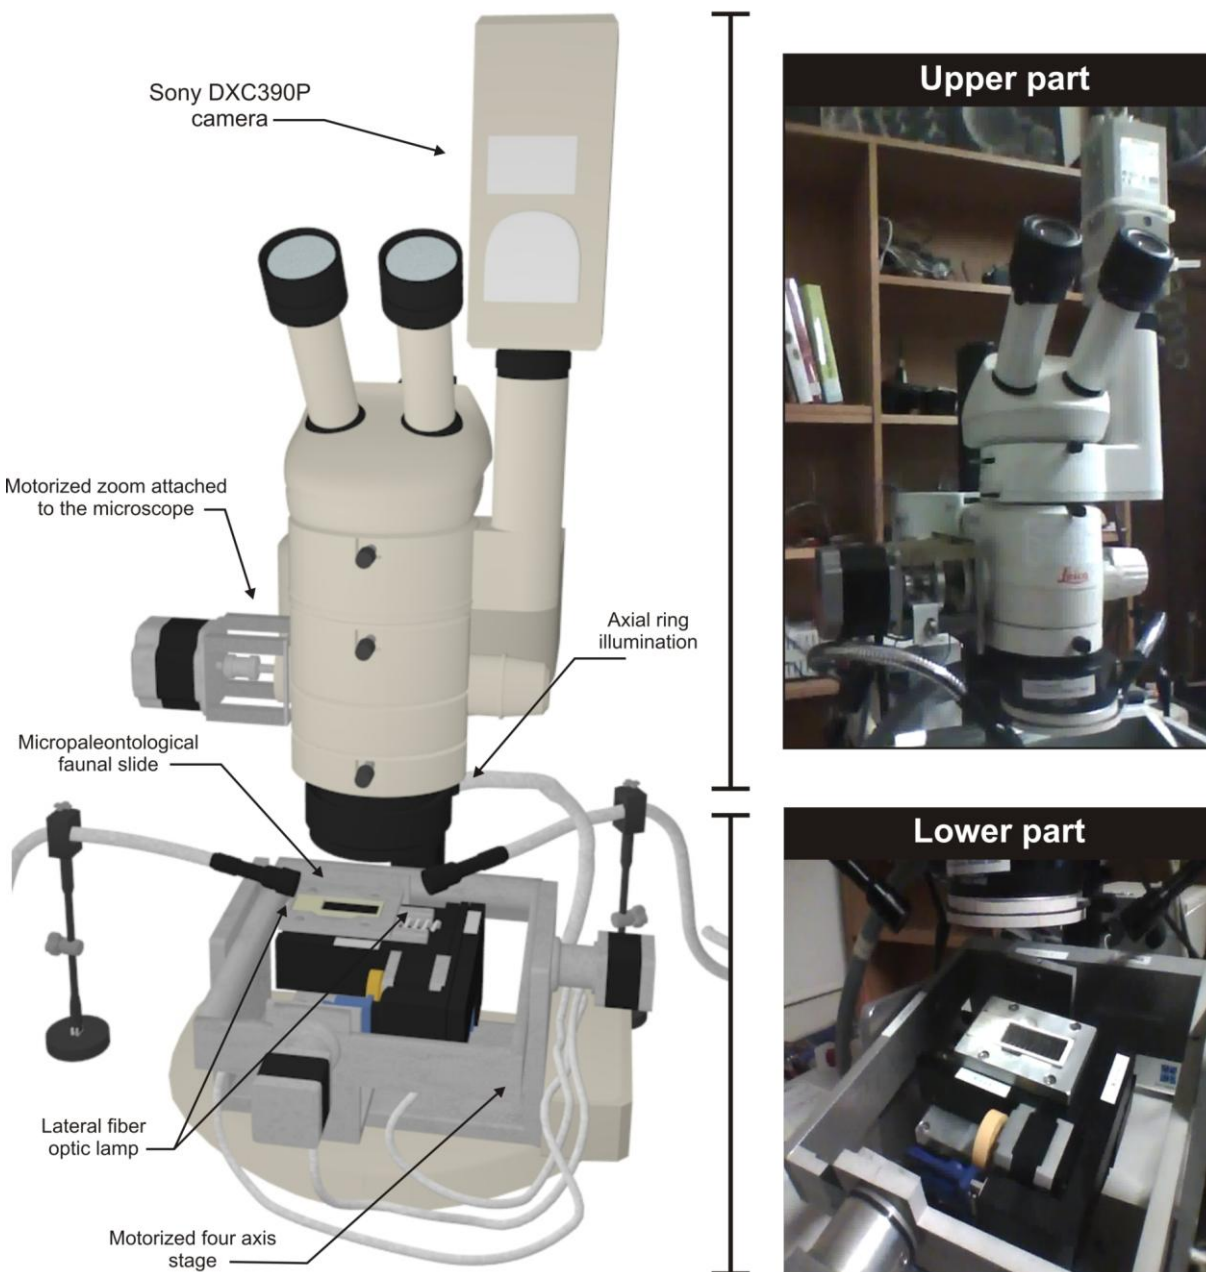 Sony DXC390P
camera
Upper part
Motorized zoom attached
to the microscope
Axial ring
illumination
Leica
Micropaleontological
faunal slide
Lower part
Lateral fiber
optic lamp
Motorized four axis
stage